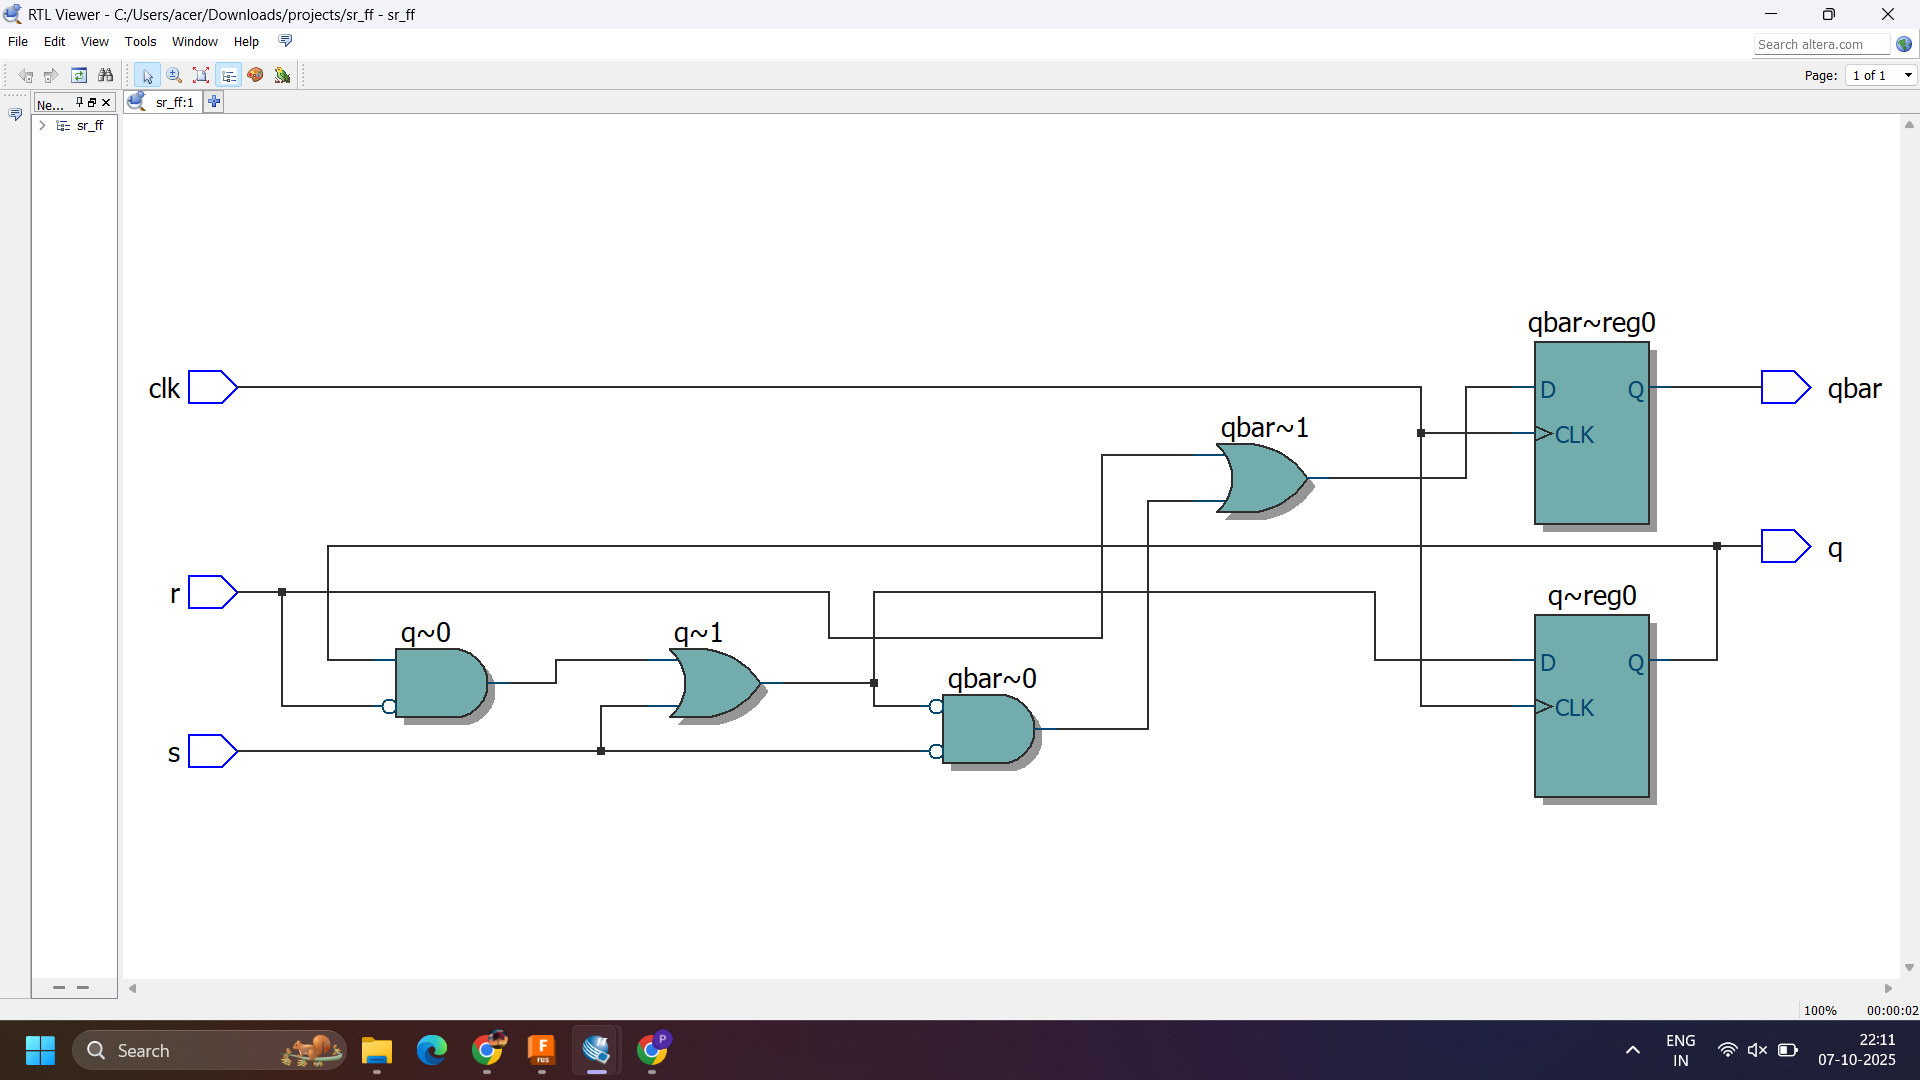 RTL Viewer - C:/Users/acer/Downloads/projects/sr_ff - sr_ff
File Edit View Tools Window Help
Search altera.com
Page: 1 of 1
Ne...
sr_ff:1
sr_ff
qbar~reg0
clk
D Q
qbar
qbar~1
CLK
q
r
q~reg0
q~0
q~1
D Q
qbar~0
CLK
s
100% 00:00:02
Search
F
FUS
P
ENG
IN
22:11
07-10-2025